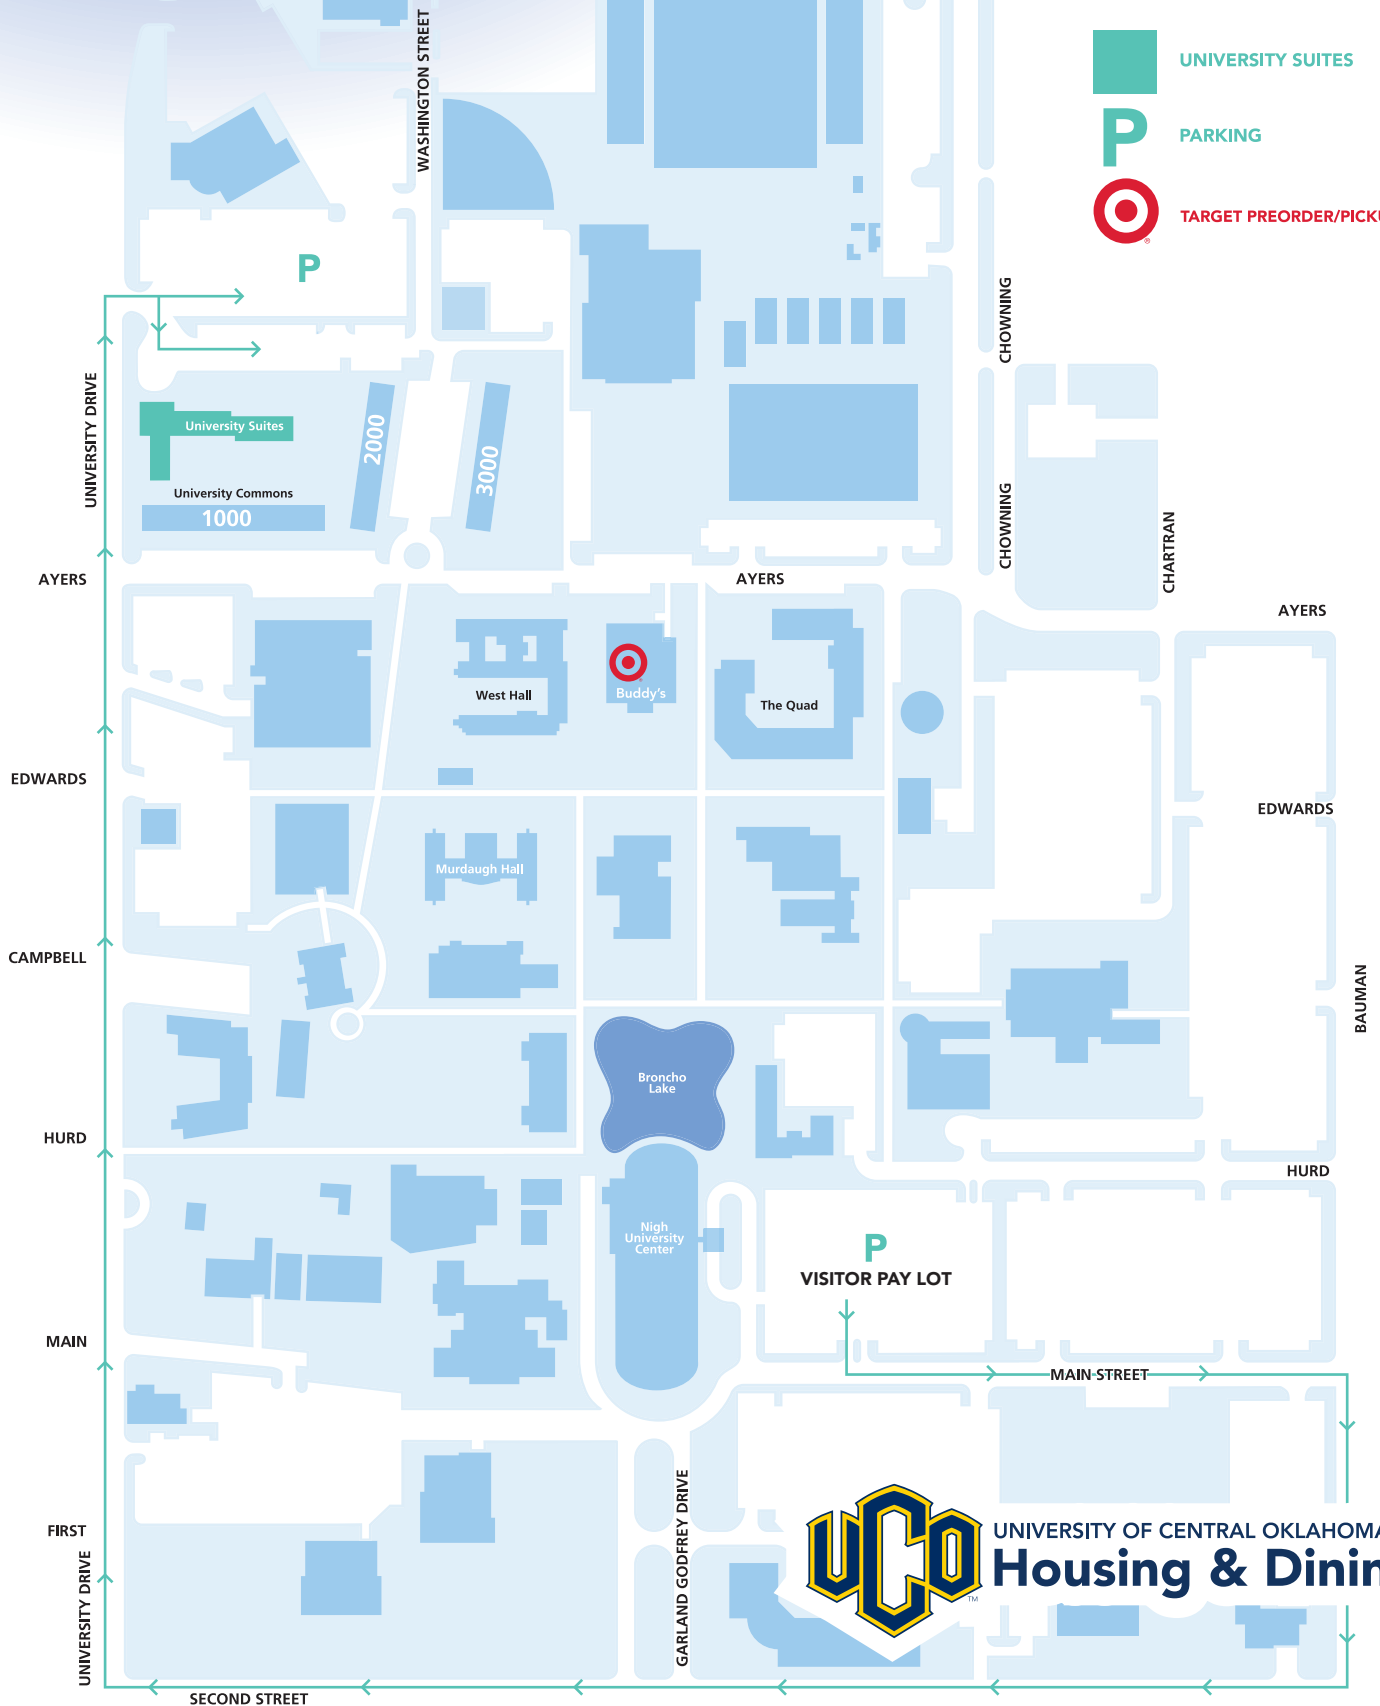 WASHINGTON STREET
UNIVERSITY SUITES
P
PARKING
TARGET PREORDER/PICKU
®
P
CHOWNING
UNIVERSITY DRIVE
University Suites
2000
3000
University Commons
1000
CHOWNING
CHARTRAN
AYERS
AYERS
AYERS
West Hall
Buddy's
The Quad
EDWARDS
EDWARDS
Murdaugh Hall
CAMPBELL
BAUMAN
Broncho
Lake
HURD
HURD
Nigh
University
Center
P
VISITOR PAY LOT
MAIN
MAIN STREET
GARLAND GODFREY DRIVE
FIRST
UNIVERSITY DRIVE
UCO
TM
UNIVERSITY OF CENTRAL OKLAHOMA
Housing & Dinin
SECOND STREET